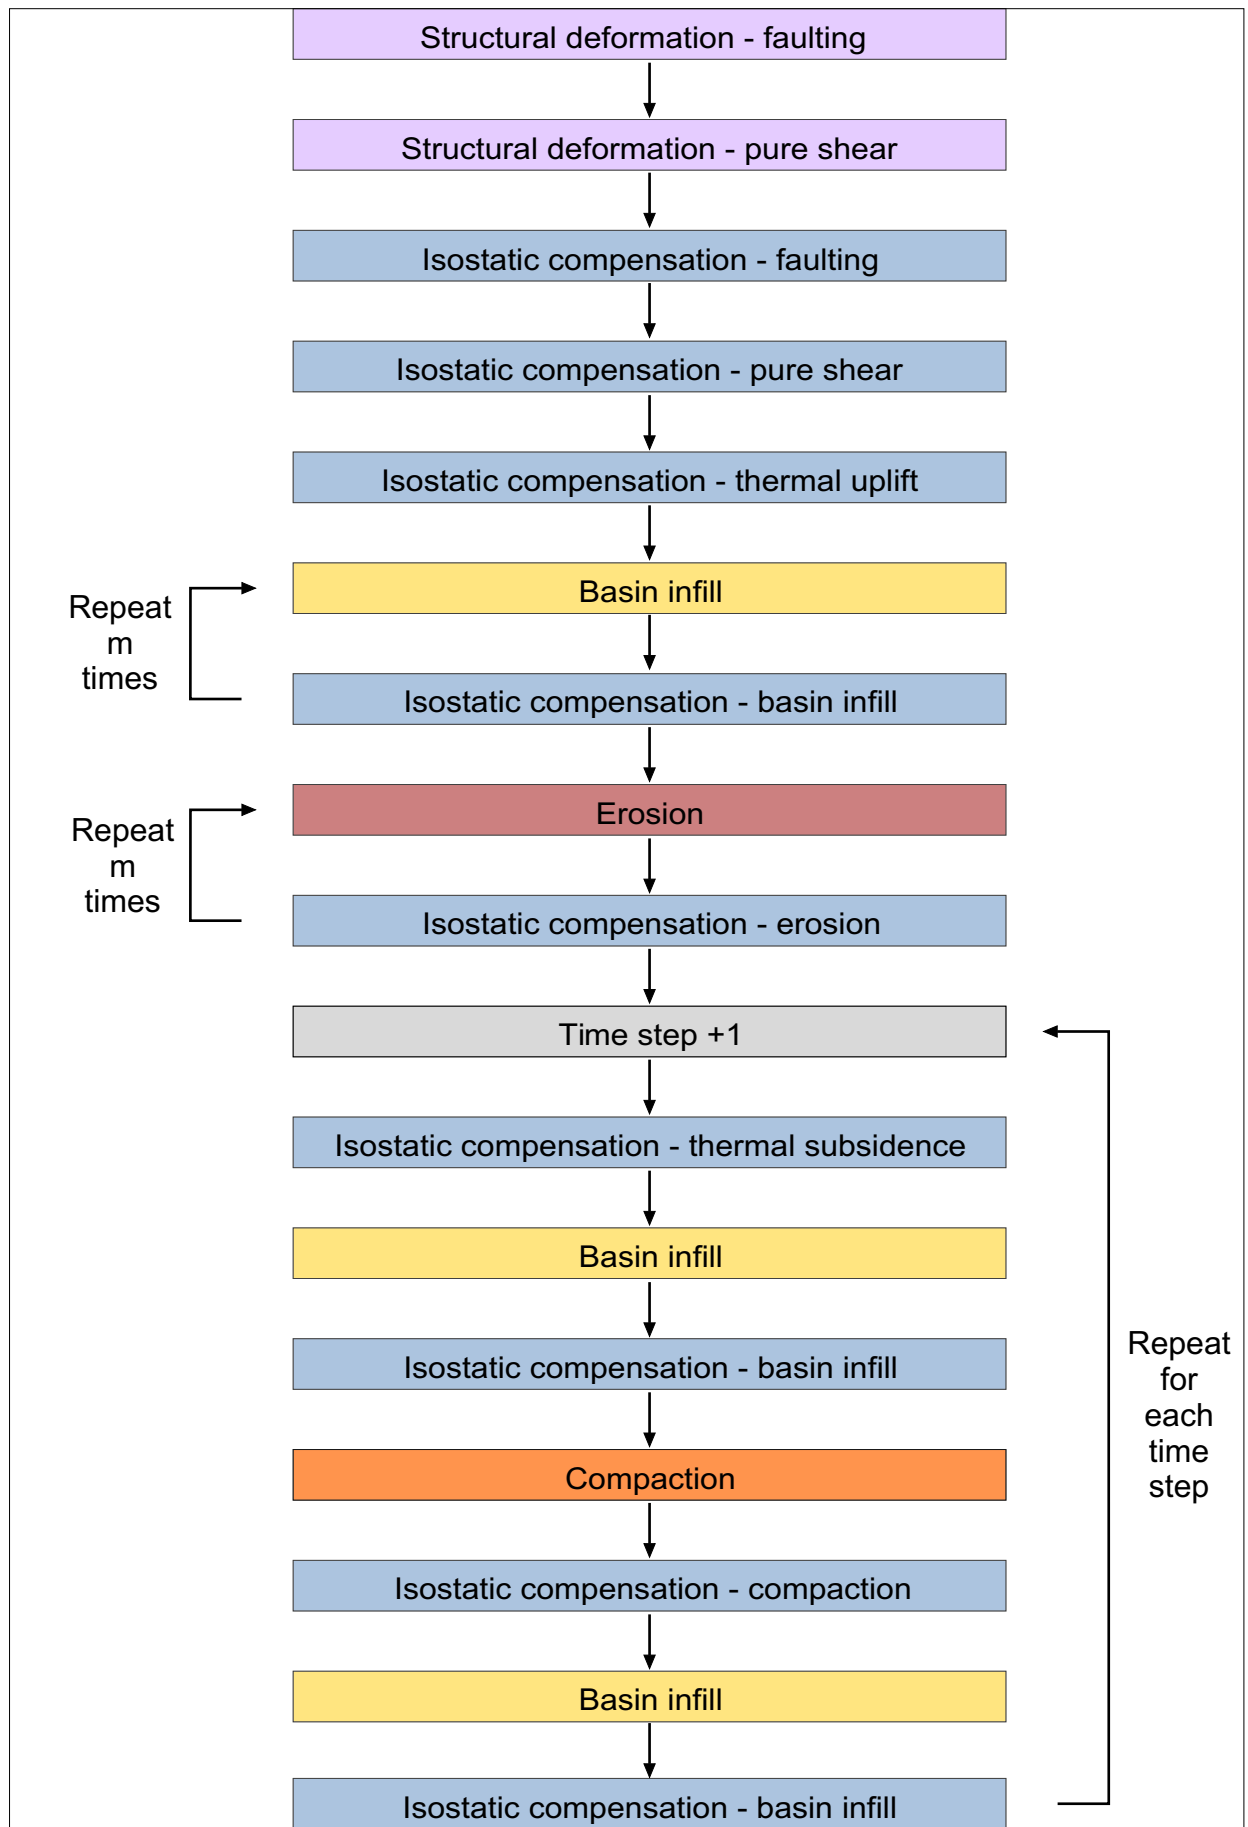 Structural deformation - faulting
Structural deformation - pure shear
Isostatic compensation - faulting
Isostatic compensation - pure shear
Isostatic compensation - thermal uplift
Basin infill
Repeat
m
times
Isostatic compensation - basin infill
Erosion
Repeat
m
times
Isostatic compensation - erosion
Time step +1
Isostatic compensation - thermal subsidence
Basin infill
Isostatic compensation - basin infill
Repeat
for
each
time
step
Compaction
Isostatic compensation - compaction
Basin infill
Isostatic compensation - basin infill